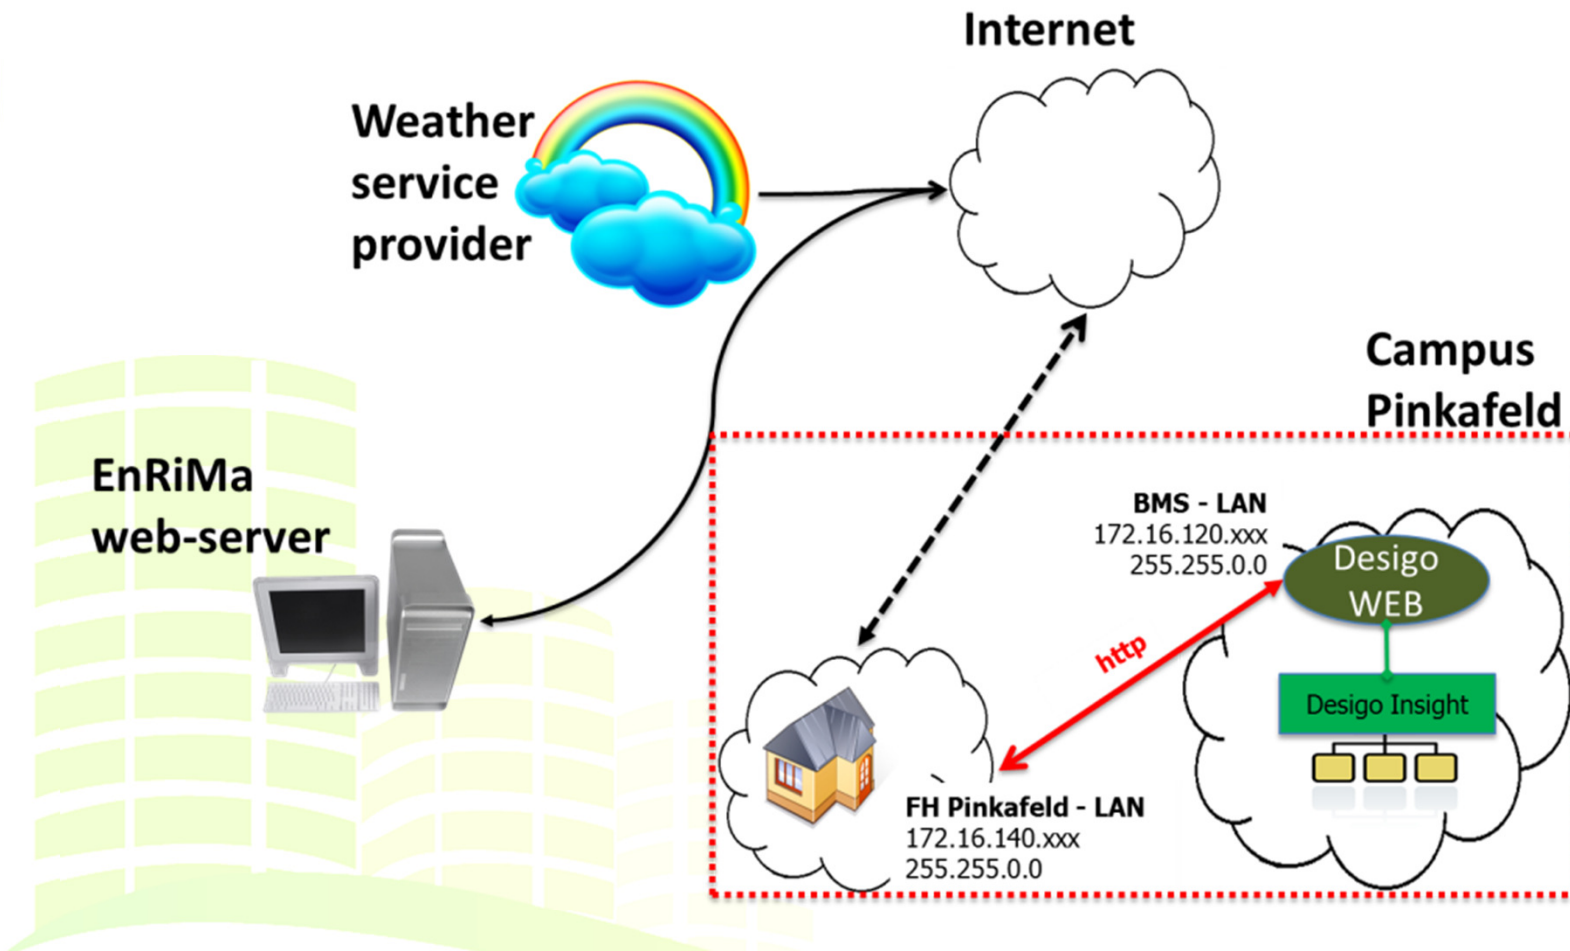 Internet
Weather
service
provider
Campus
Pinkafeld
EnRiMa
web-server
BMS - LAN
172.16.120.xxx
255.255.0.0
Desigo
WEB
http
Desigo Insight
FH Pinkafeld - LAN
172.16.140.xxx
255.255.0.0